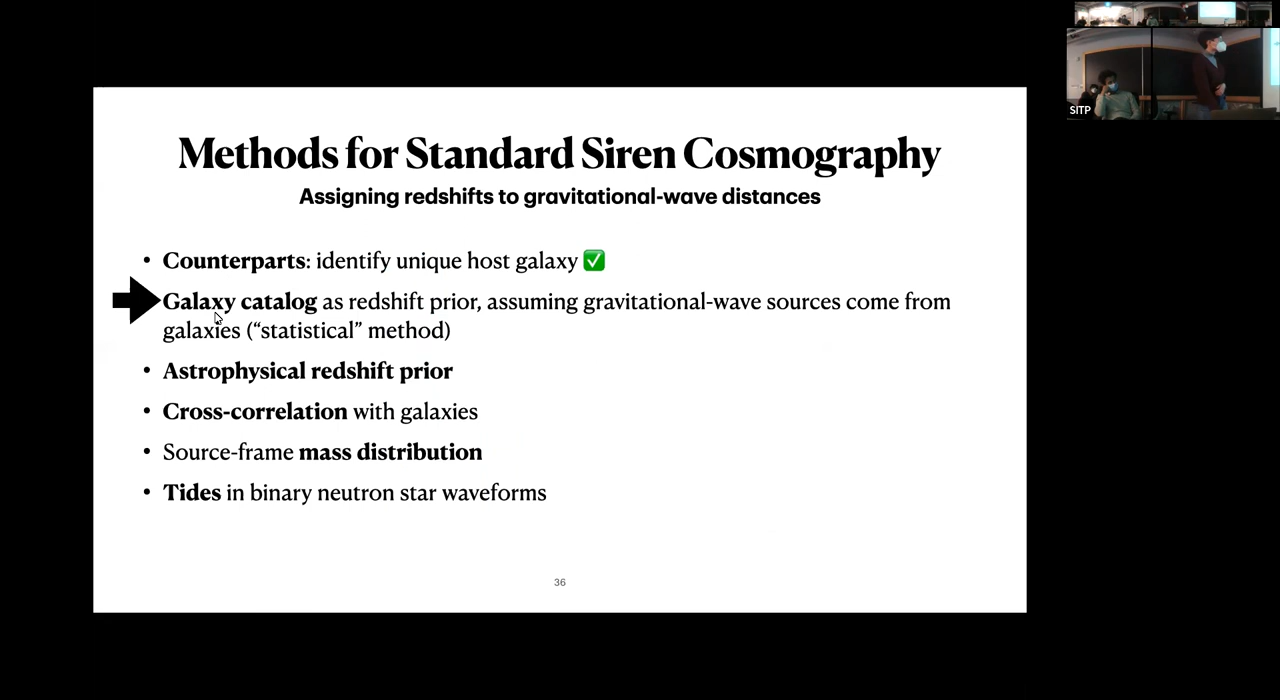 Methods for Standard Siren Cosmography
Assigning redshifts to gravitational-wave distances
• Counterparts: identify unique host galaxy ✅
Galaxy catalog as redshift prior, assuming gravitational-wave sources come from
galaxies (“statistical” method)
• Astrophysical redshift prior
• Cross-correlation with galaxies
• Source-frame mass distribution
• Tides in binary neutron star waveforms
36
SITP